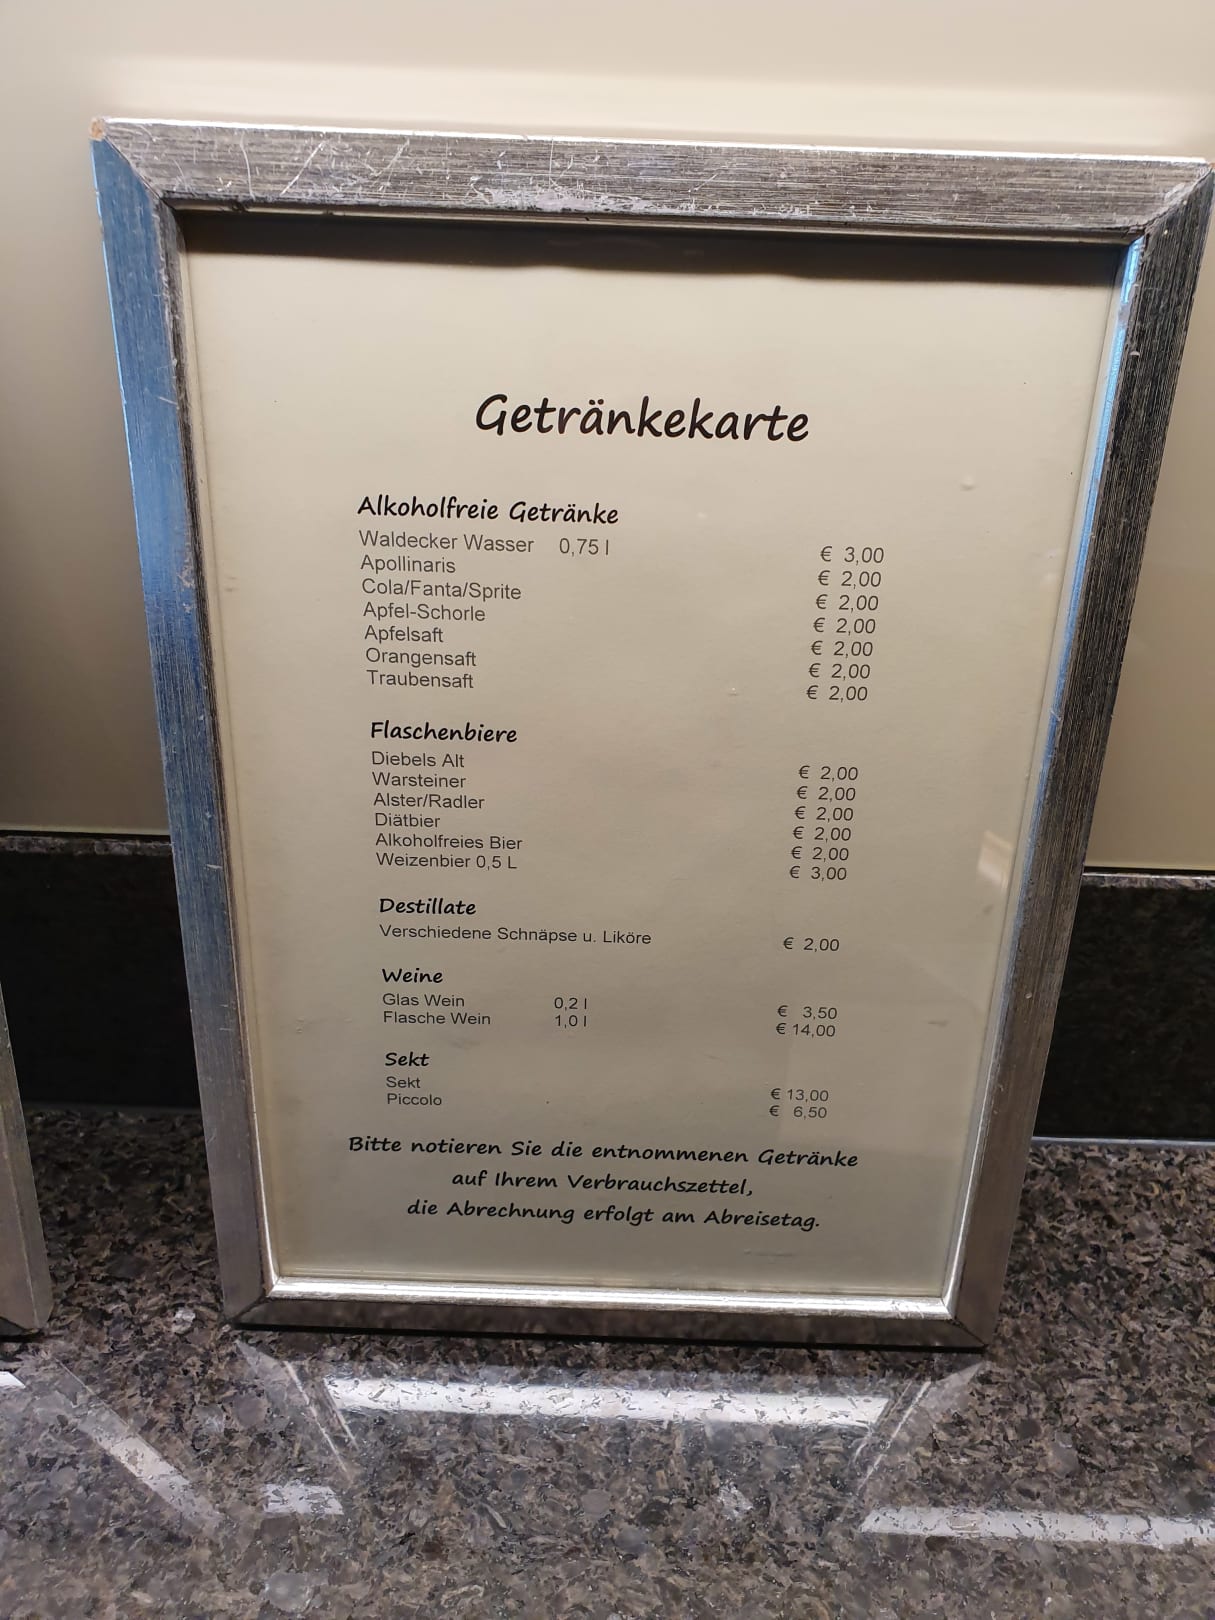 Getränkekarte
Alkoholfreie Getränke
Waldecker Wasser 0,75 l € 3,00
Apollinaris € 2,00
Cola/Fanta/Sprite € 2,00
Apfel-Schorle € 2,00
Apfelsaft € 2,00
Orangensaft € 2,00
Traubensaft € 2,00
Flaschenbiere
Diebels Alt € 2,00
Warsteiner € 2,00
Alster/Radler € 2,00
Diätbier € 2,00
Alkoholfreies Bier € 2,00
Weizenbier 0,5 L € 3,00
Destillate
Verschiedene Schnäpse u. Liköre € 2,00
Weine
Glas Wein 0,2 l € 3,50
Flasche Wein 1,0 l € 14,00
Sekt
Sekt € 13,00
Piccolo € 6,50
Bitte notieren Sie die entnommenen Getränke
auf Ihrem Verbrauchszettel,
die Abrechnung erfolgt am Abreisetag.